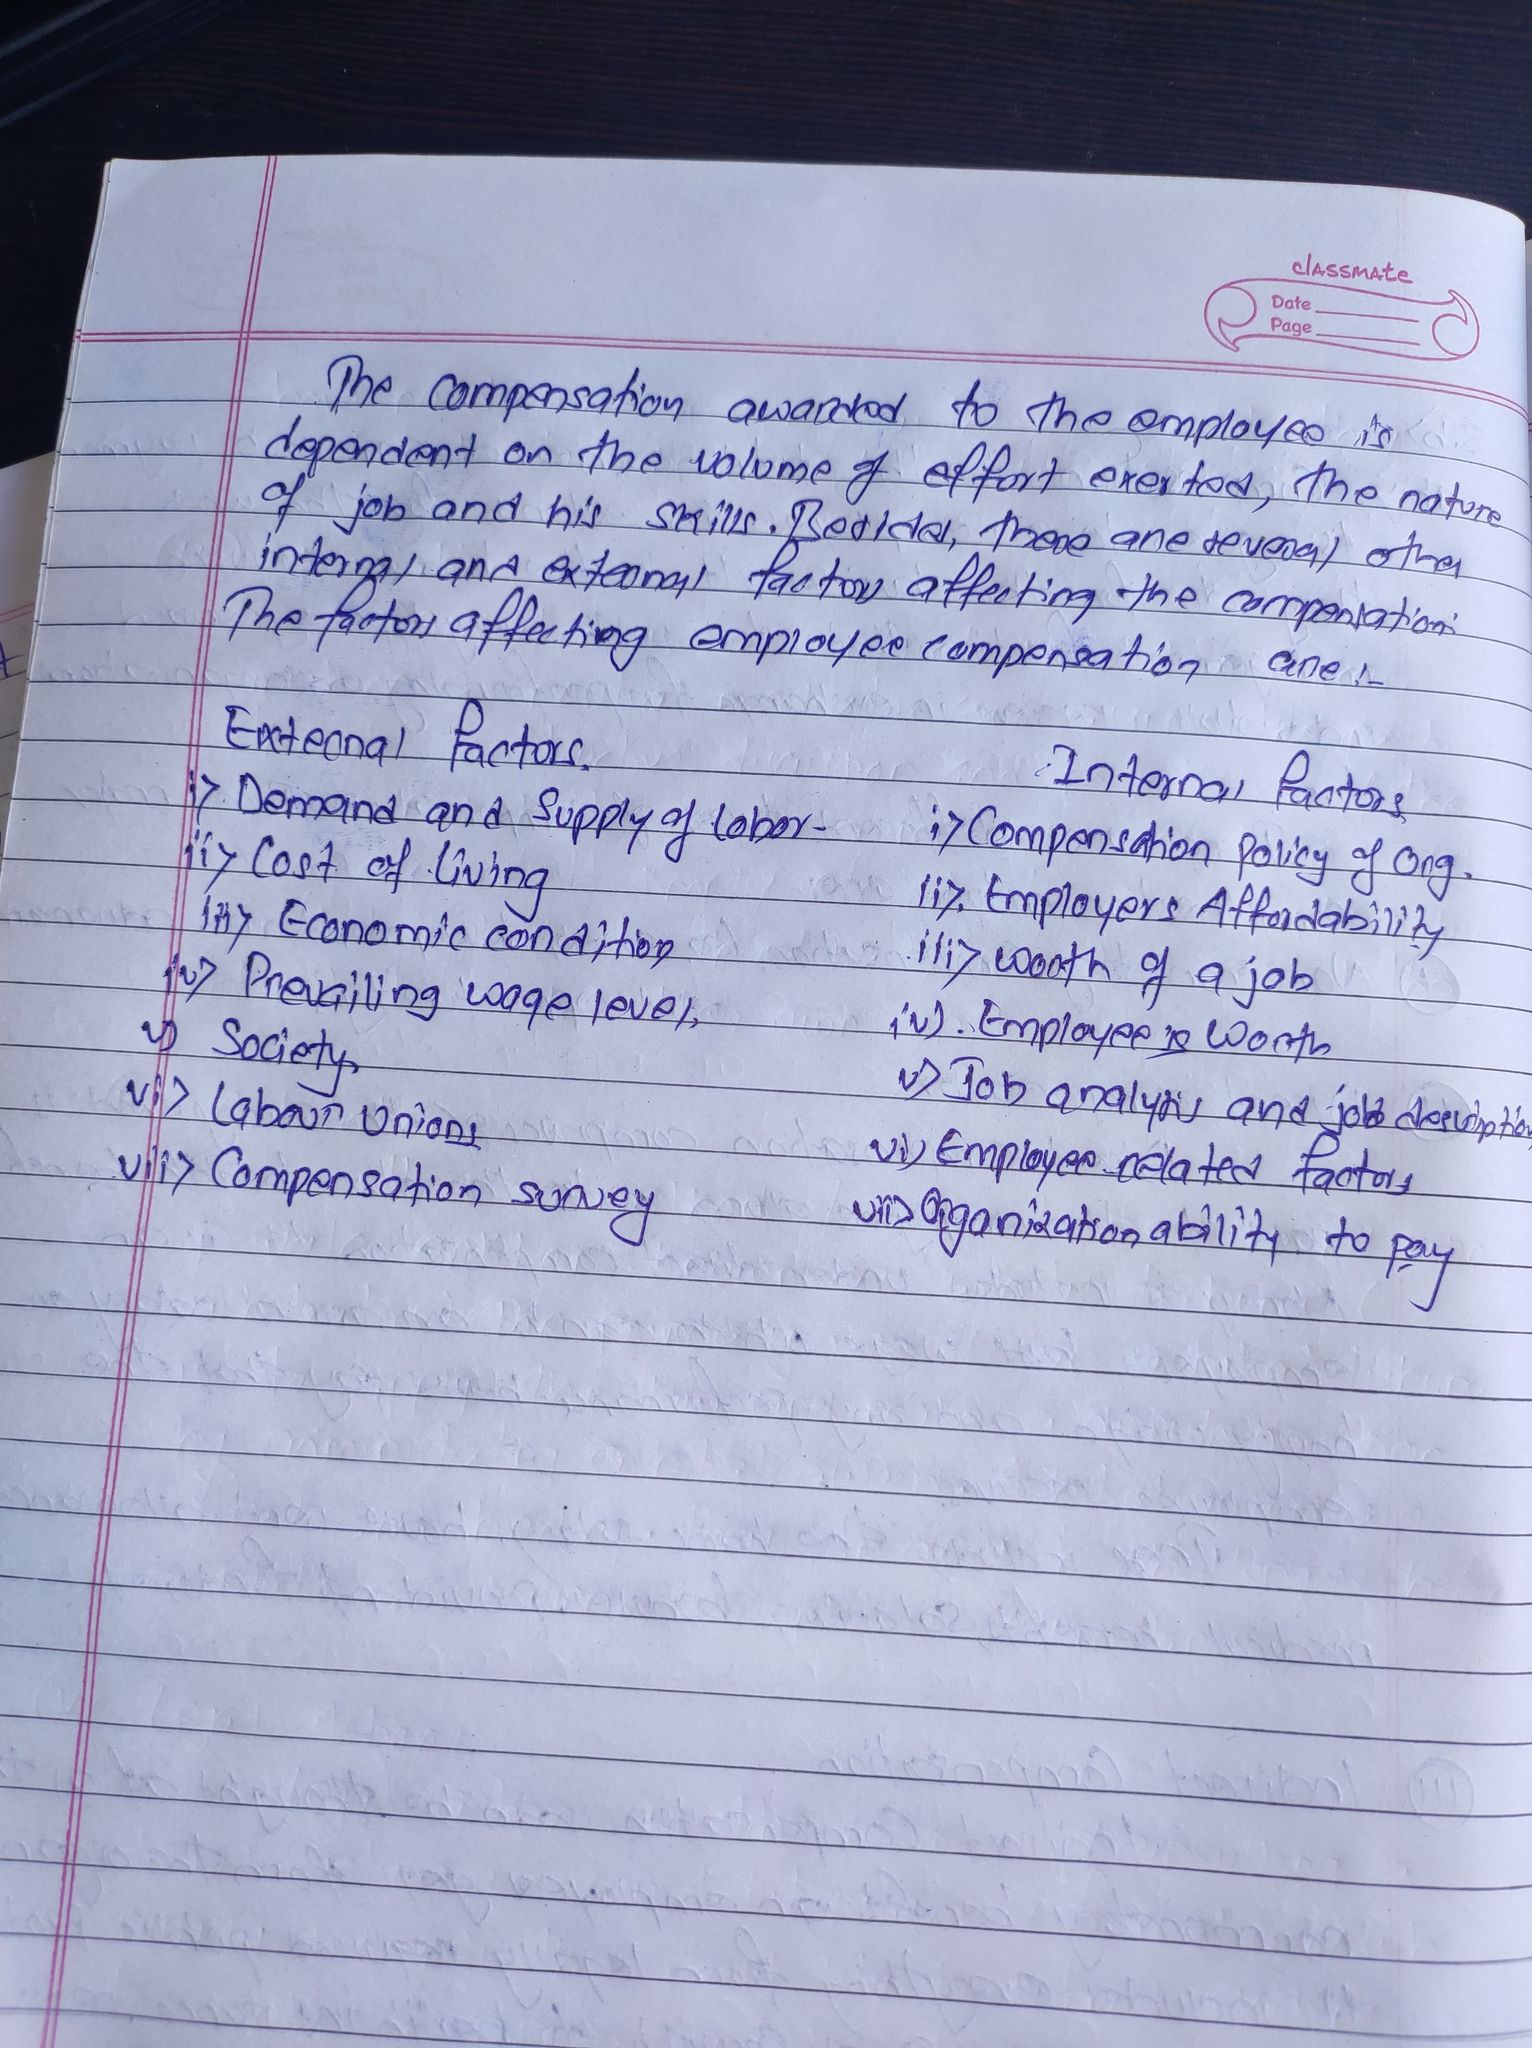 classmate
Date
Page
The compensation awarded to the employee is
dependent on the volume of effort exerted, the nature
of job and his skills. Besides, there are several other
internal and external factors affecting the compensation.
The factors affecting employee compensation are :-
External Factors.
i> Demand and Supply of labor-
ii> Cost of living
iii> Economic condition
iv> Prevailing wage level.
v) Society.
vi> Labour Unions
vii> Compensation survey
Internal Factors
i> Compensation Policy of Org.
ii>. Employers Affordability
iii> Worth of a job
iv). Employee is Worth
v> Job analysis and job description
vi) Employee related factors
vii> Organization ability to pay